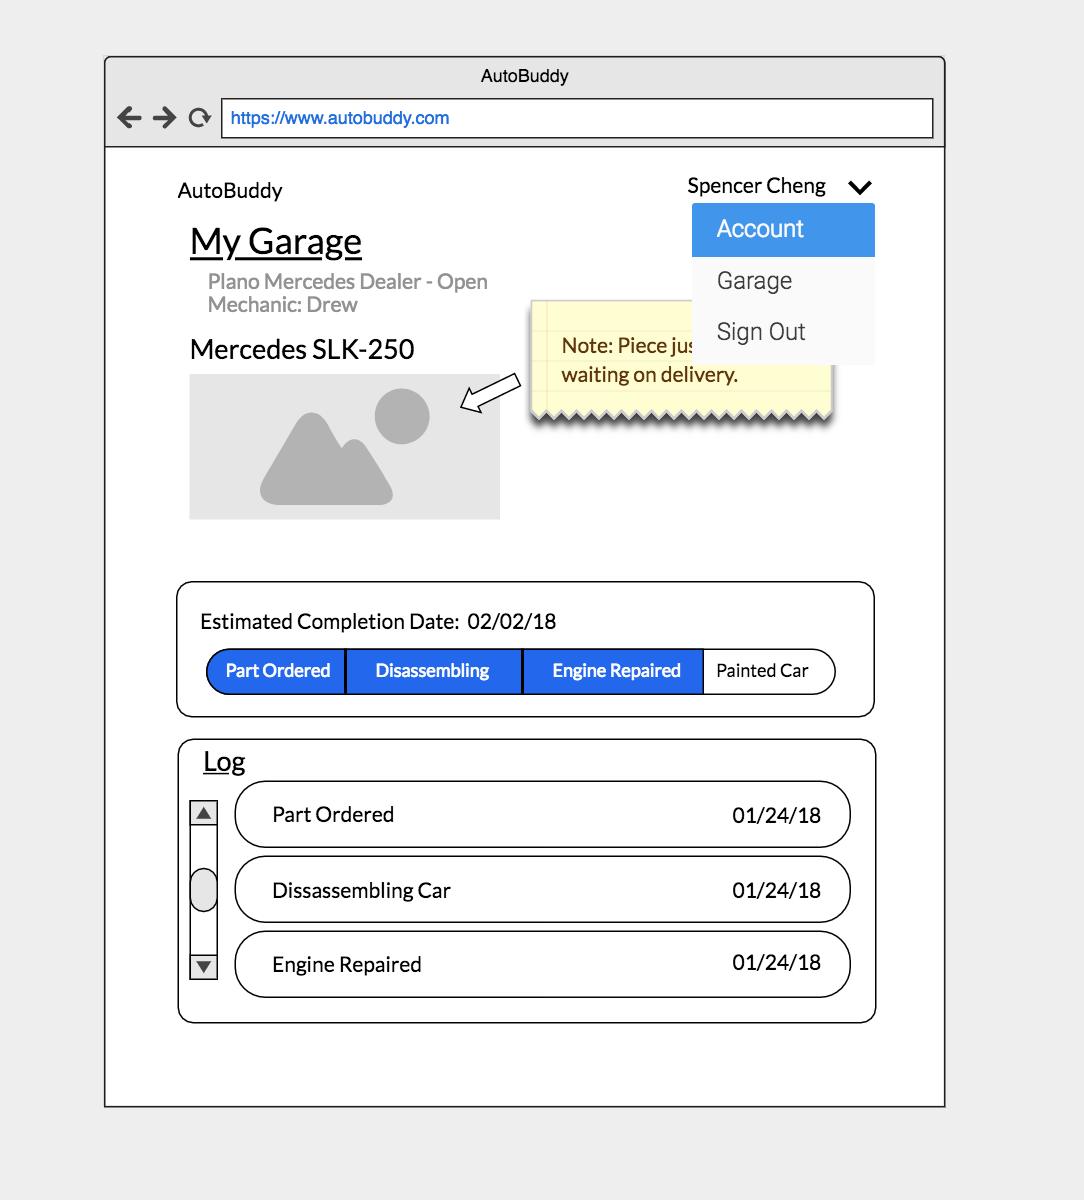 AutoBuddy
https://www.autobuddy.com
AutoBuddy
Spencer Cheng
Account
Garage
Sign Out
My Garage
Plano Mercedes Dealer - Open
Mechanic: Drew
Mercedes SLK-250
Note: Piece
waiting on delivery.
Estimated Completion Date: 02/02/18
Part Ordered
Disassembling
Engine Repaired
Painted Car
Log
Part Ordered 01/24/18
Dissassembling Car 01/24/18
Engine Repaired 01/24/18